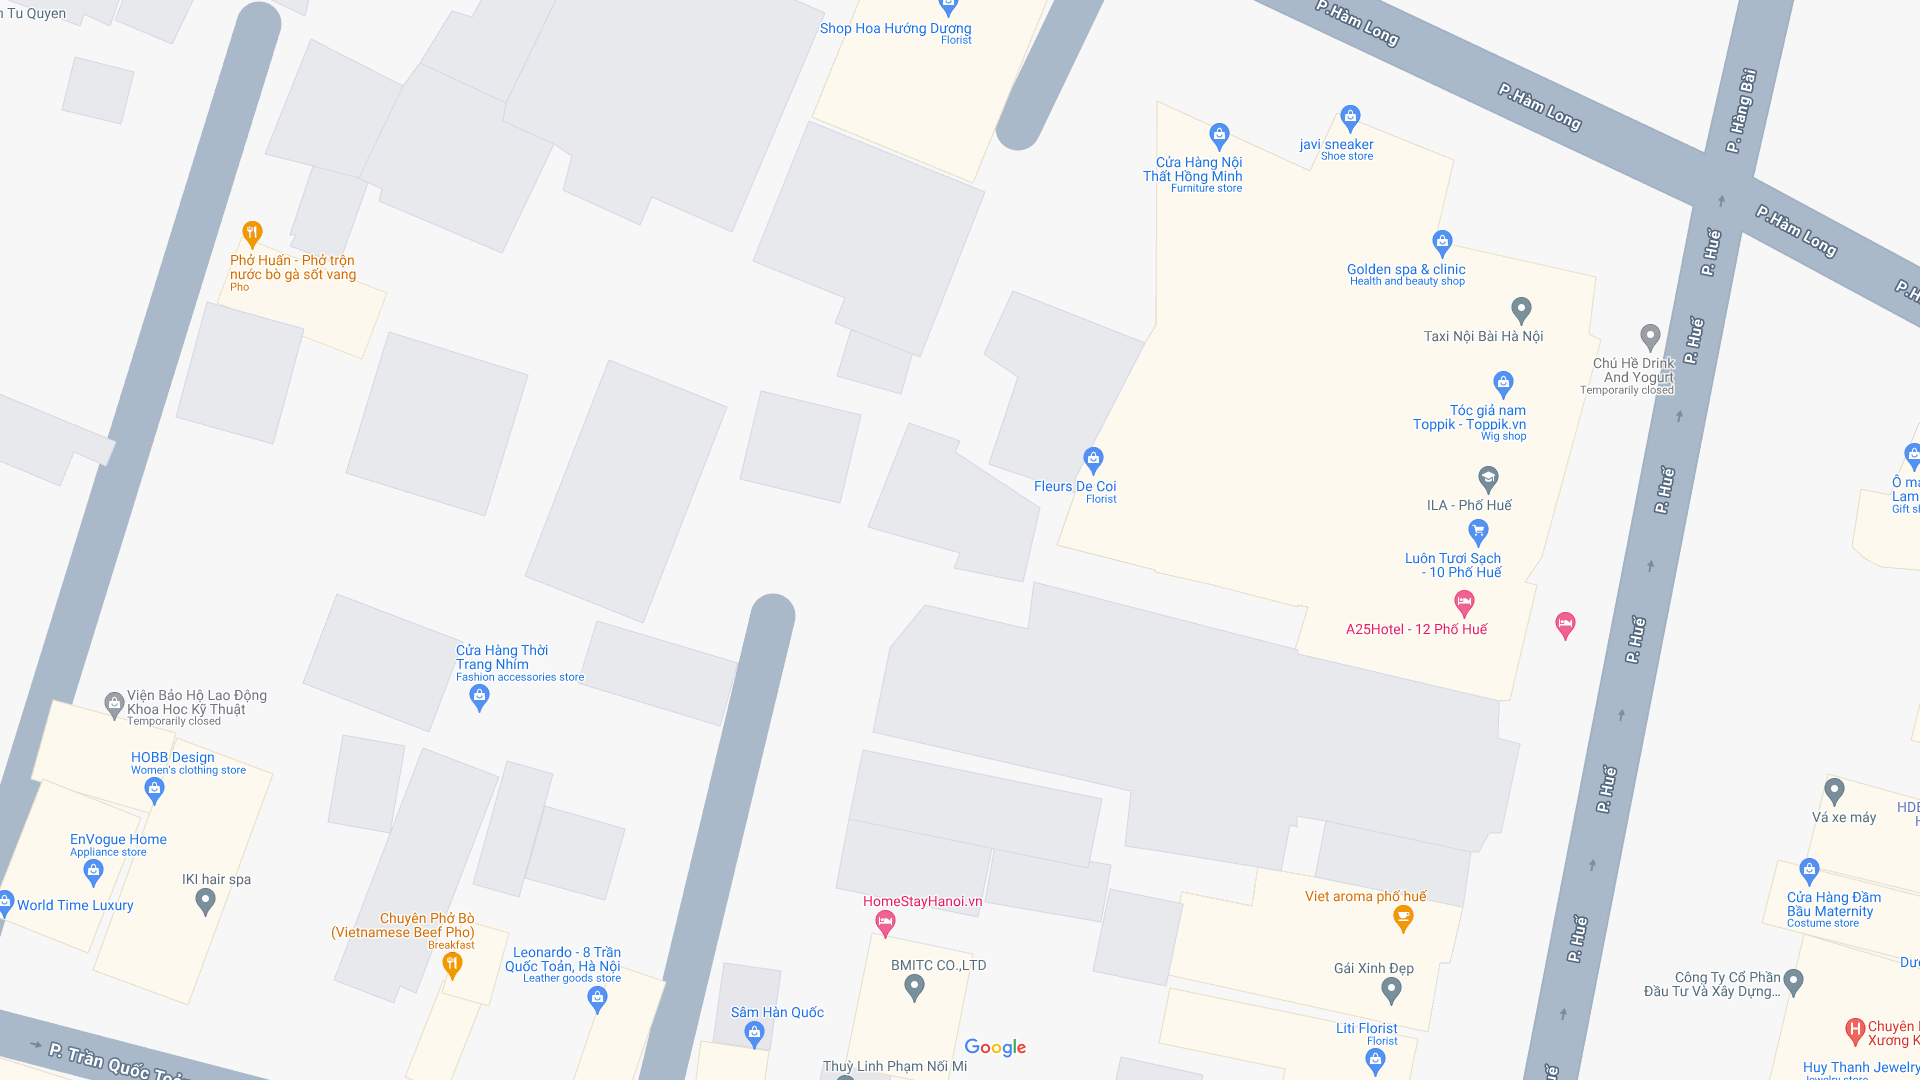 Tu Quyen
Shop Hoa Hướng Dương
Florist
P.Hàm Long
P.Hàm Long
P. Hàng Bài
javi sneaker
Shoe store
Cửa Hàng Nội
Thất Hồng Minh
Furniture store
P.Hàm Long
P. Huế
Phở Huấn - Phở trộn
nước bò gà sốt vang
Pho
Golden spa & clinic
Health and beauty shop
Taxi Nội Bài Hà Nội
P. Huế
Chú Hề Drink
And Yogurt
Temporarily closed
Tóc giả nam
Toppik - Toppik.vn
Wig shop
Fleurs De Coi
Florist
ILA - Phố Huế
P. Huế
Luôn Tươi Sạch
- 10 Phố Huế
A25Hotel - 12 Phố Huế
P. Huế
Cửa Hàng Thời
Trang Nhím
Fashion accessories store
Viện Bảo Hộ Lao Động
Khoa Học Kỹ Thuật
Temporarily closed
HOBB Design
Women's clothing store
P. Huế
Vá xe máy
EnVogue Home
Appliance store
IKI hair spa
World Time Luxury
HomeStayHanoi.vn
Viet aroma phố huế
Cửa Hàng Đầm
Bầu Maternity
Costume store
Chuyên Phở Bò
(Vietnamese Beef Pho)
Breakfast
P. Huế
Leonardo - 8 Trần
Quốc Toản, Hà Nội
Leather goods store
BMITC CO.,LTD
Gái Xinh Đẹp
Công Ty Cổ Phần
Đầu Tư Và Xây Dựng...
Sâm Hàn Quốc
Liti Florist
Florist
Chuyên
Xương
Google
P. Trần Quốc
Thuỳ Linh Phạm Nối Mi
Huy Thanh Jewelry